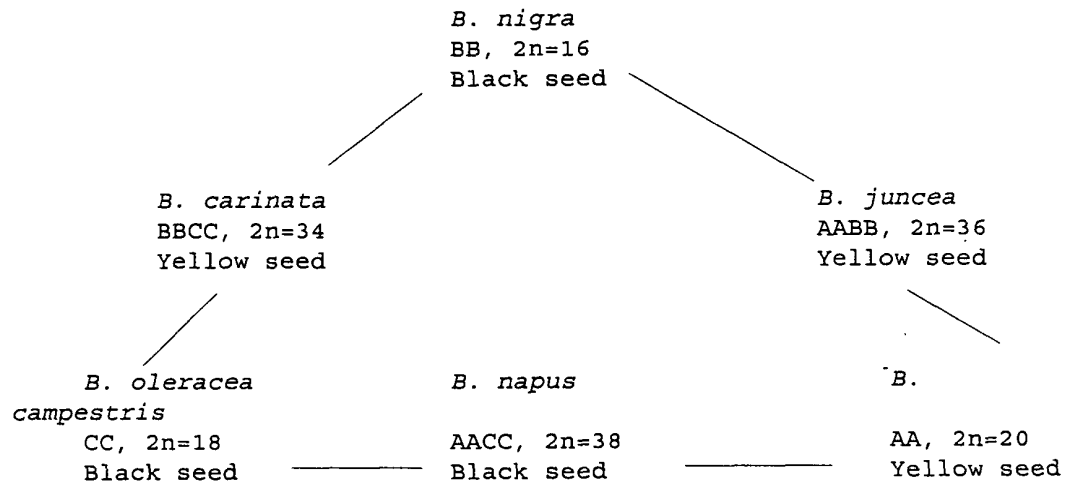 B. nigra
BB, 2n=16
Black seed
B. carinata
BBCC, 2n=34
Yellow seed
B. juncea
AABB, 2n=36
Yellow seed
B. oleracea
campestris
CC, 2n=18
Black seed
B. napus
AACC, 2n=38
Black seed
B.
AA, 2n=20
Yellow seed